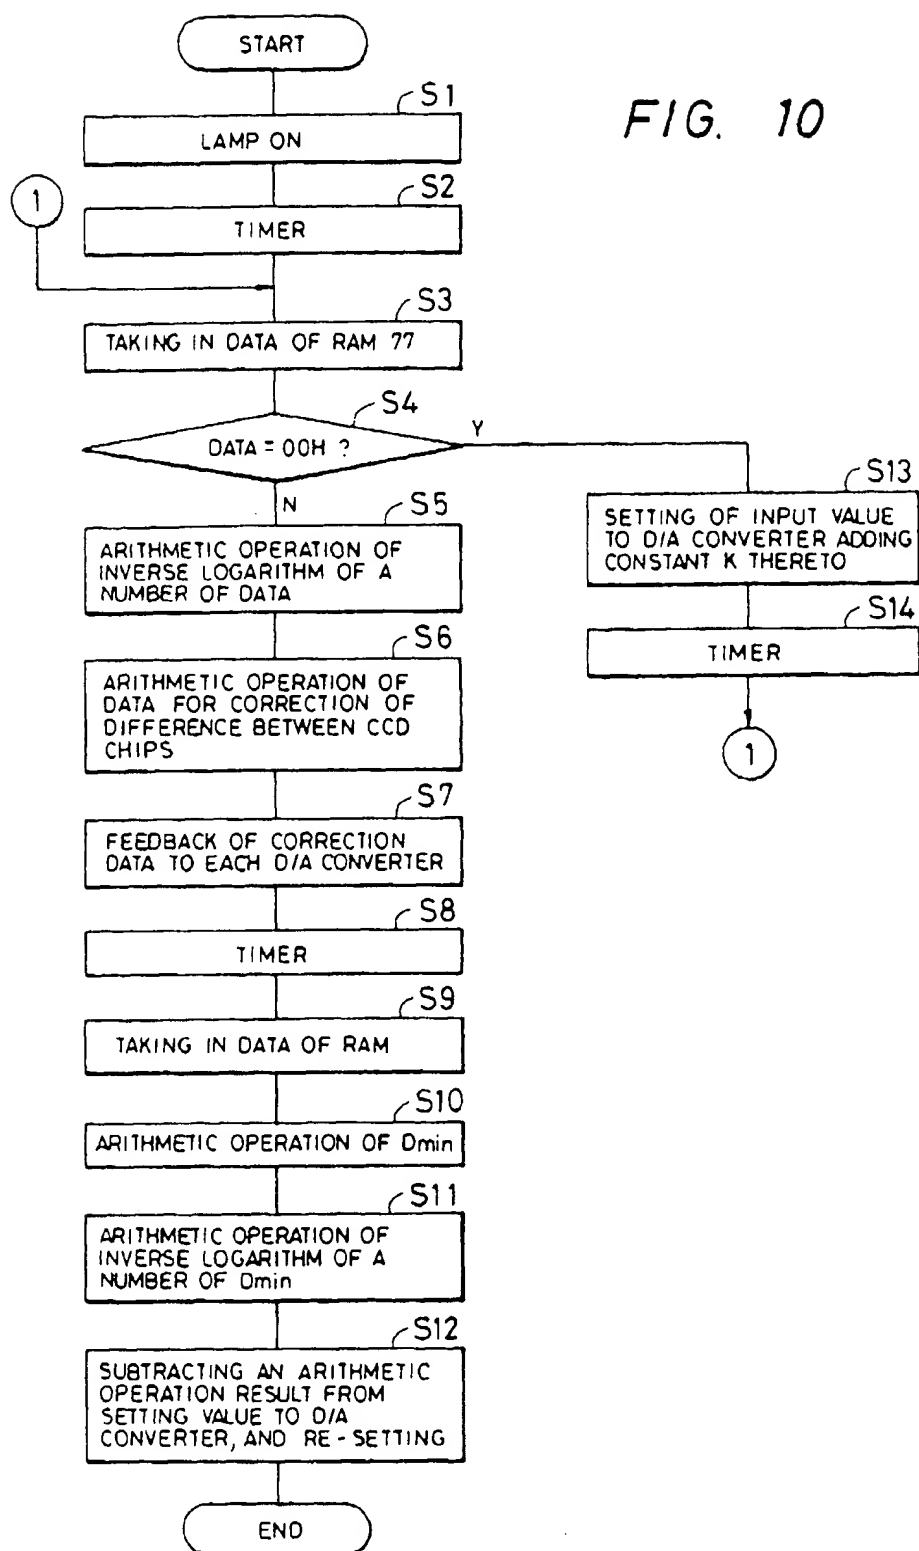 START
FIG. 10
S1
LAMP ON
1
S2
TIMER
S3
TAKING IN DATA OF RAM 77
S4
DATA = 00H ?
Y
N
S5
ARITHMETIC OPERATION OF
INVERSE LOGARITHM OF A
NUMBER OF DATA
S6
ARITHMETIC OPERATION OF
DATA FOR CORRECTION OF
DIFFERENCE BETWEEN CCD
CHIPS
S7
FEEDBACK OF CORRECTION
DATA TO EACH D/A CONVERTER
S8
TIMER
S9
TAKING IN DATA OF RAM
S10
ARITHMETIC OPERATION OF Dmin
S11
ARITHMETIC OPERATION OF
INVERSE LOGARITHM OF A
NUMBER OF Dmin
S12
SUBTRACTING AN ARITHMETIC
OPERATION RESULT FROM
SETTING VALUE TO D/A
CONVERTER, AND RE-SETTING
END
S13
SETTING OF INPUT VALUE
TO D/A CONVERTER ADDING
CONSTANT K THERETO
S14
TIMER
1